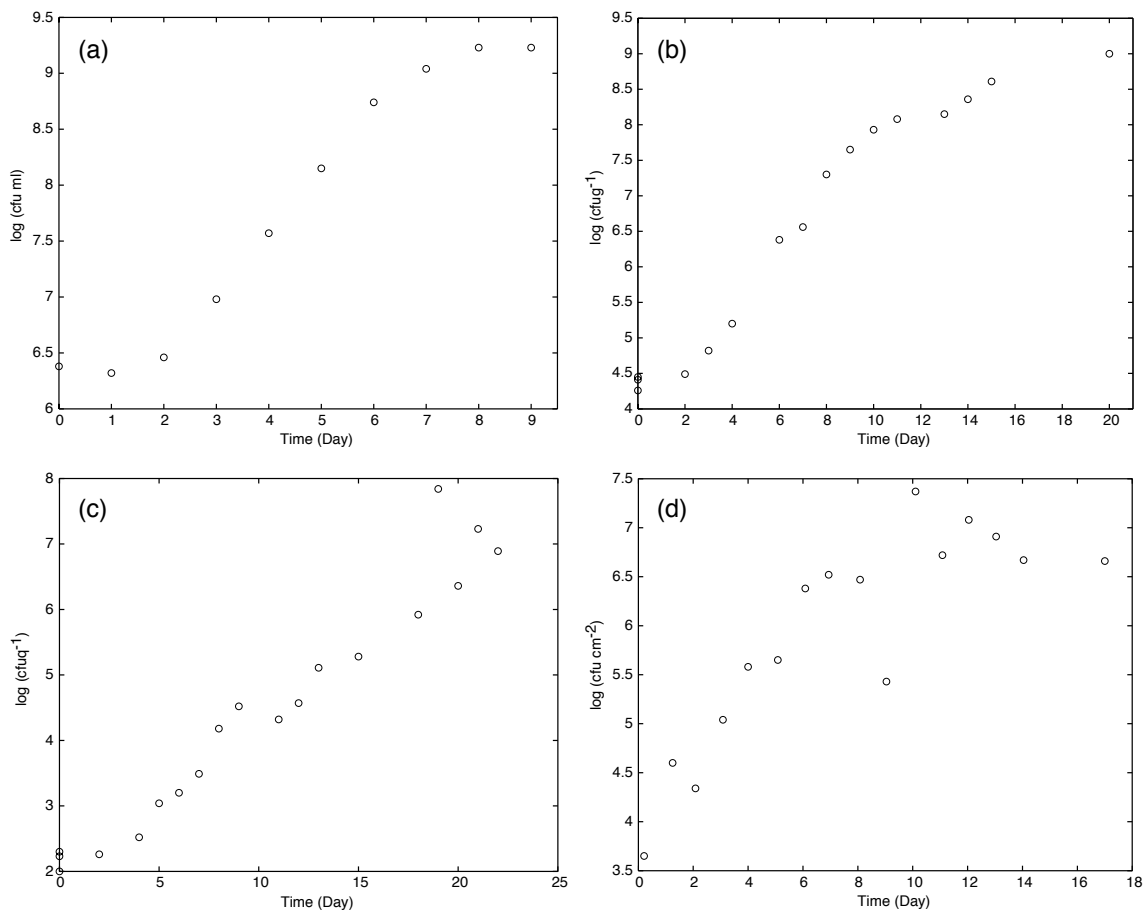 (a)
9.5
9
8.5
8
7.5
7
6.5
6
log (cfu ml)
0 1 2 3 4 5 6 7 8 9
Time (Day)
(b)
9.5
9
8.5
8
7.5
7
6.5
6
5.5
5
4.5
4
log (cfug-1)
0 2 4 6 8 10 12 14 16 18 20
Time (Day)
(c)
8
7
6
5
4
3
2
log (cfuq-1)
0 5 10 15 20 25
Time (Day)
(d)
7.5
7
6.5
6
5.5
5
4.5
4
3.5
log (cfu cm-2)
0 2 4 6 8 10 12 14 16 18
Time (Day)